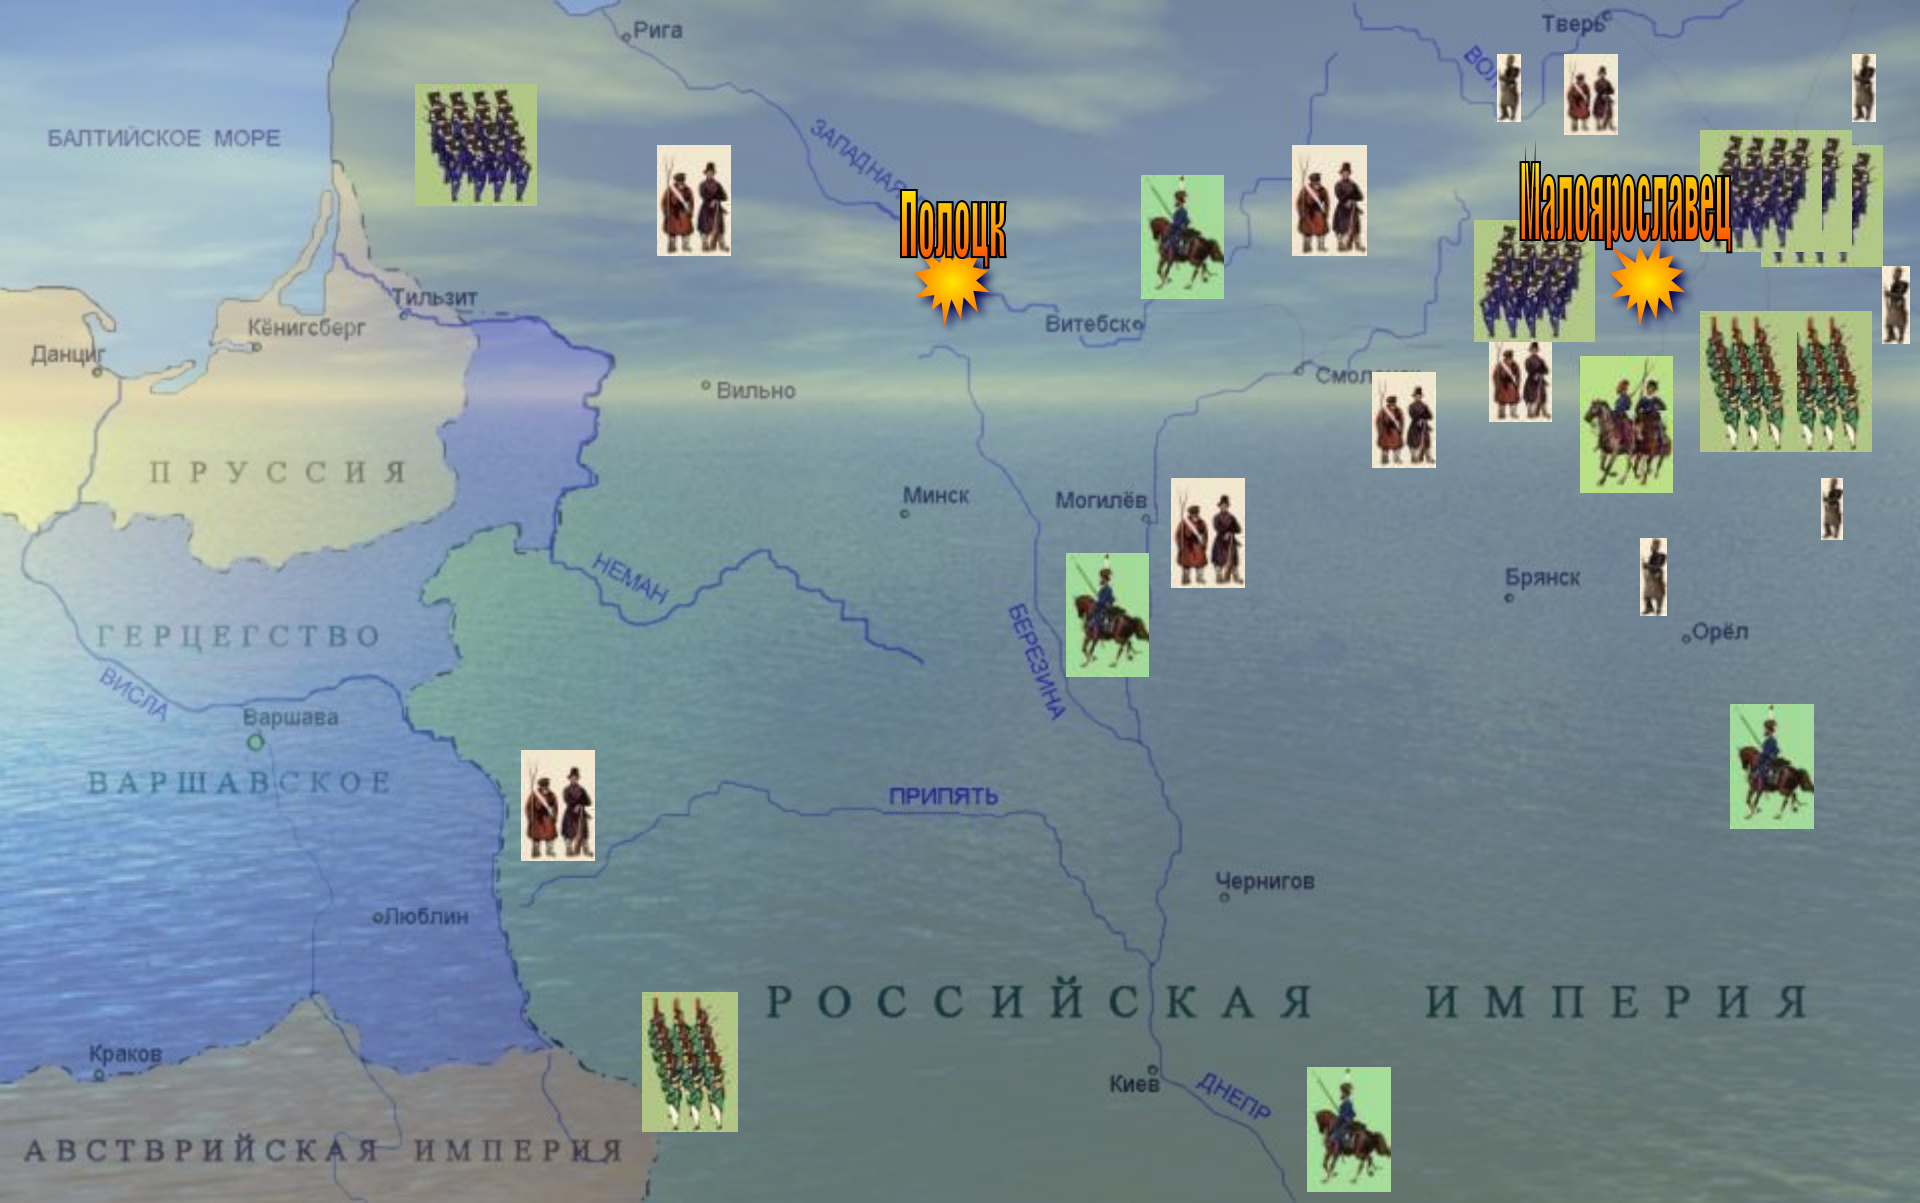 Рига
Тверь
БАЛТИЙСКОЕ МОРЕ
ЗАПАДНАЯ
Полоцк
Малоярославец
Тильзит
Кёнигсберг
Данциг
Витебск
Вильно
ПРУССИЯ
Минск
Могилёв
НЕМАН
Брянск
Орёл
БЕРЕЗИНА
ГЕРЦЕГСТВО
ВИСЛА
Варшава
ВАРШАВСКОЕ
ПРИПЯТЬ
Чернигов
Люблин
РОССИЙСКАЯ ИМПЕРИЯ
Краков
Киев
ДНЕПР
АВСТВРИЙСКАЯ ИМПЕРИЯ